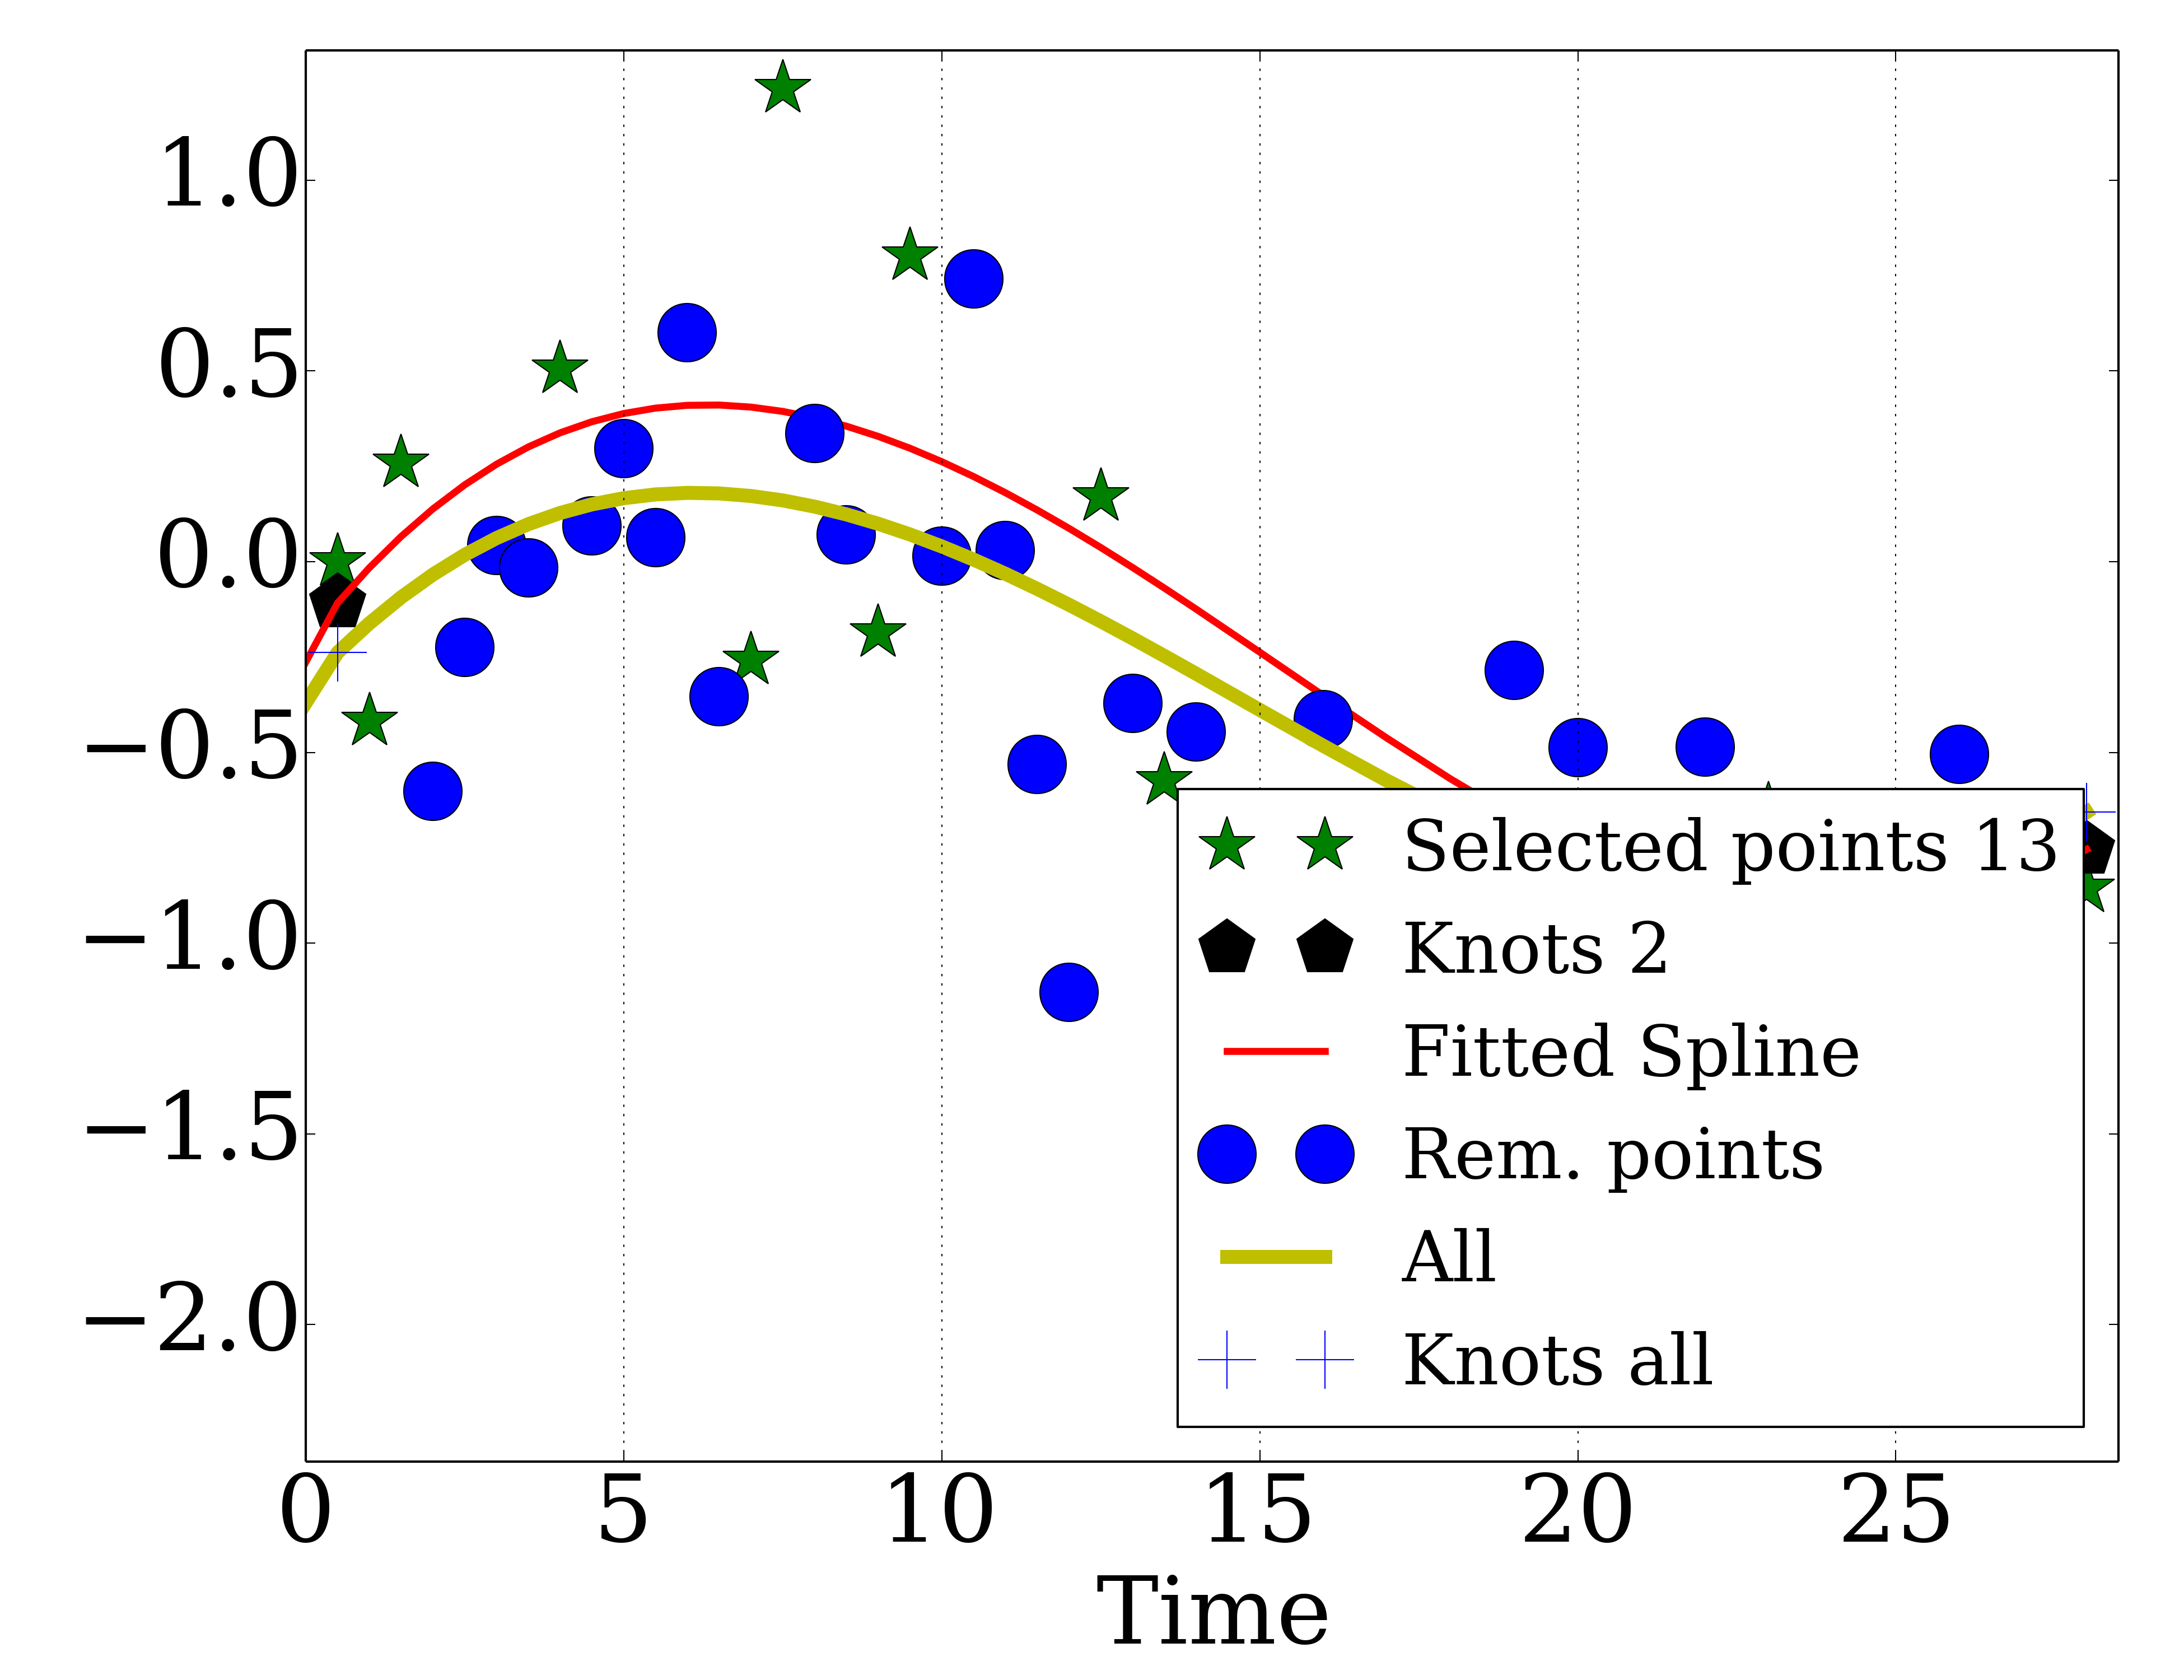 1.0
0.5
0.0
−0.5
−1.0
−1.5
−2.0
Selected points 13
Knots 2
Fitted Spline
Rem. points
All
Knots all
0 5 10 15 20 25
Time